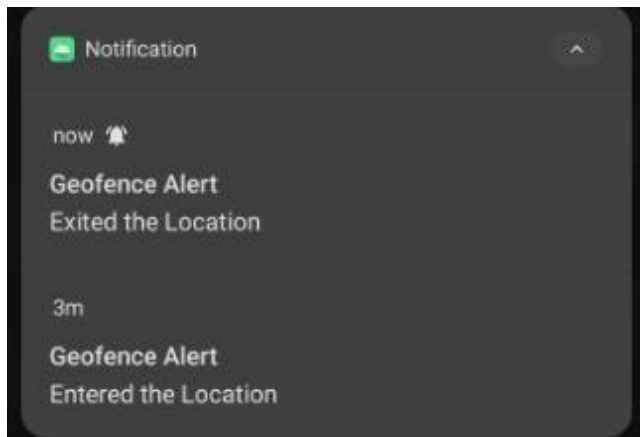 Notification
now
Geofence Alert
Exited the Location
3m
Geofence Alert
Entered the Location